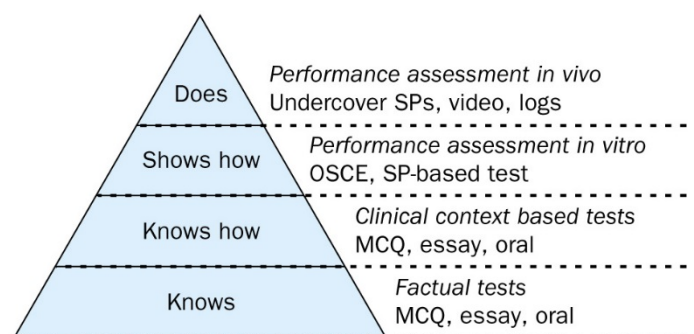 Does
Performance assessment in vivo
Undercover SPs, video, logs
Shows how
Performance assessment in vitro
OSCE, SP-based test
Knows how
Clinical context based tests
MCQ, essay, oral
Knows
Factual tests
MCQ, essay, oral